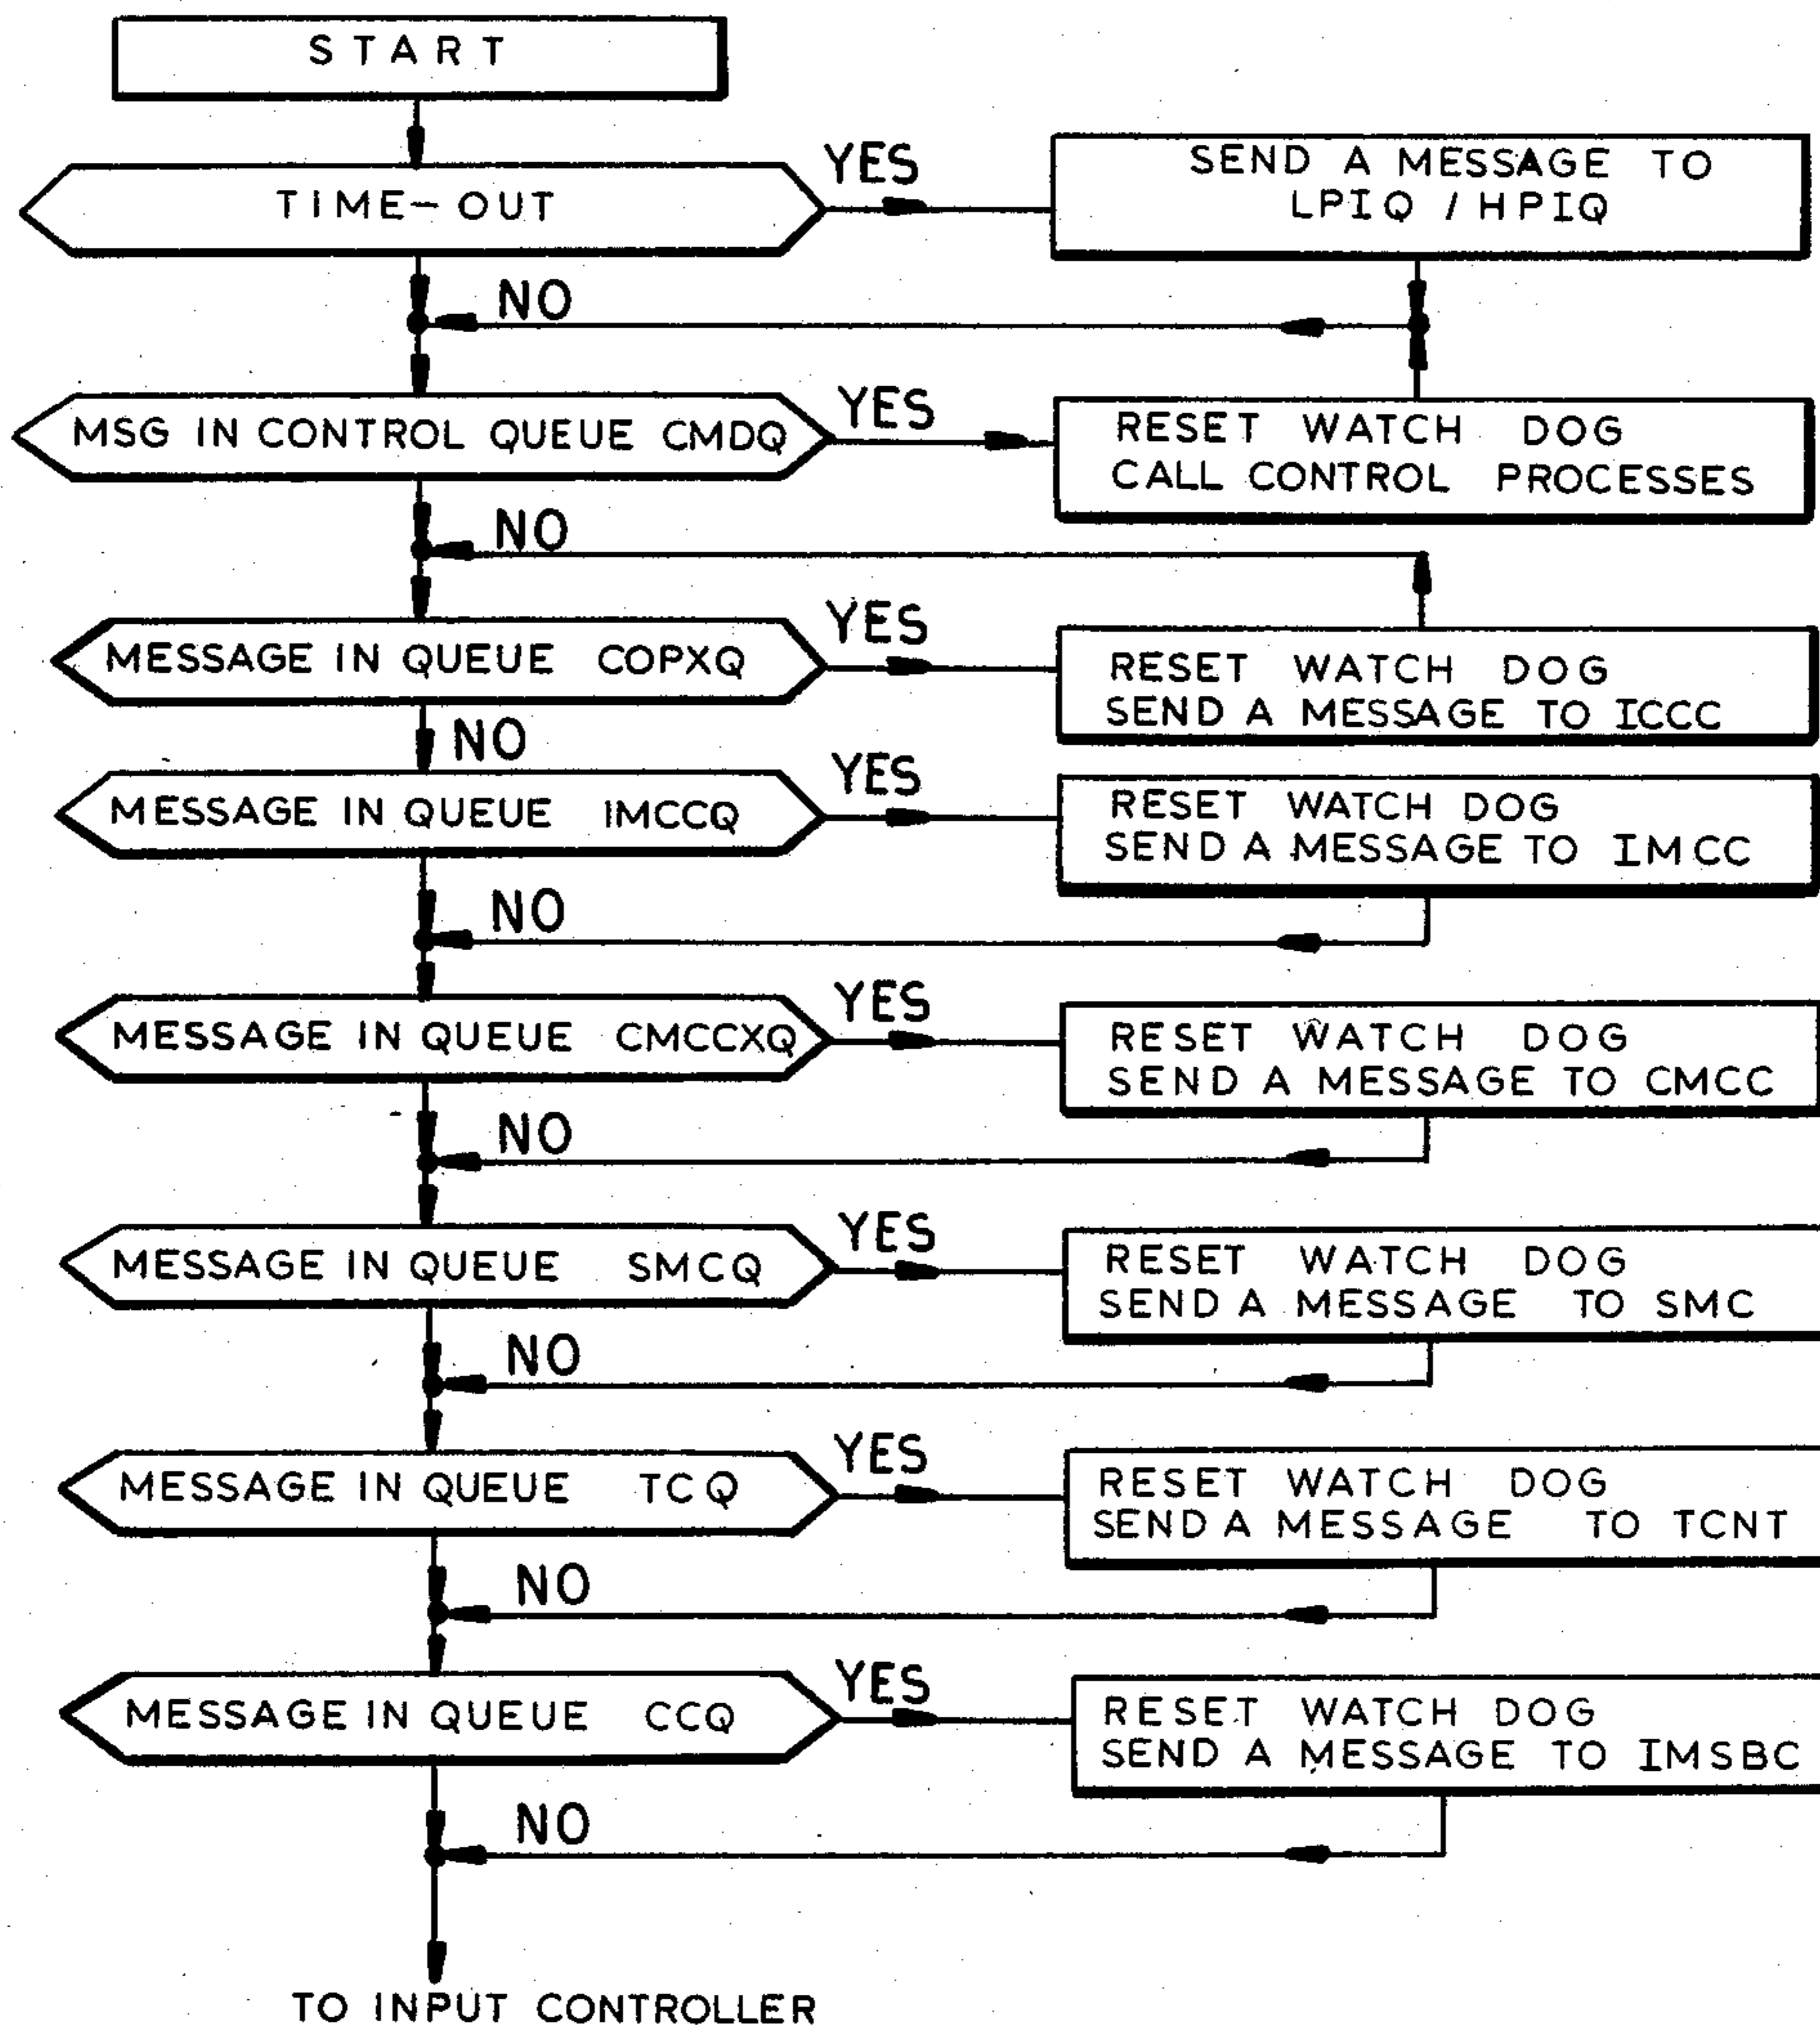 START
TIME-OUT
YES
SEND A MESSAGE TO
LPIQ / HPIQ
NO
MSG IN CONTROL QUEUE CMDQ
YES
RESET WATCH DOG
CALL CONTROL PROCESSES
NO
MESSAGE IN QUEUE COPXQ
YES
RESET WATCH DOG
SEND A MESSAGE TO ICCC
NO
MESSAGE IN QUEUE IMCCQ
YES
RESET WATCH DOG
SEND A MESSAGE TO IMCC
NO
MESSAGE IN QUEUE CMCCXQ
YES
RESET WATCH DOG
SEND A MESSAGE TO CMCC
NO
MESSAGE IN QUEUE SMCQ
YES
RESET WATCH DOG
SEND A MESSAGE TO SMC
NO
MESSAGE IN QUEUE TCQ
YES
RESET WATCH DOG
SEND A MESSAGE TO TCNT
NO
MESSAGE IN QUEUE CCQ
YES
RESET WATCH DOG
SEND A MESSAGE TO IMSBC
NO
TO INPUT CONTROLLER